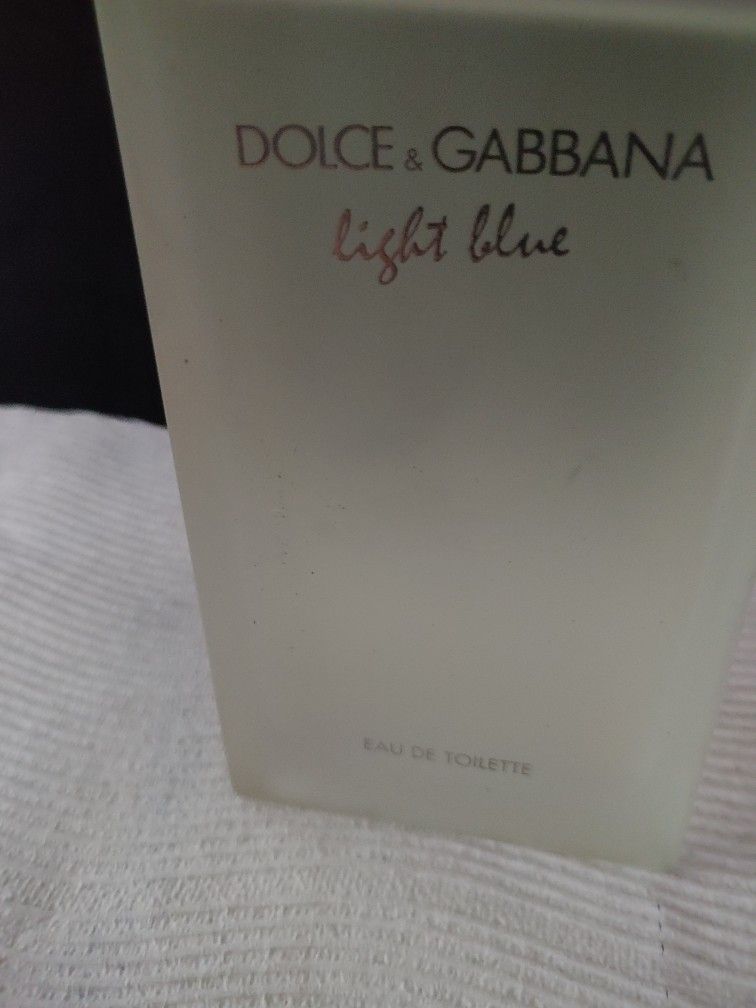 DOLCE & GABBANA
light blue
EAU DE TOILETTE